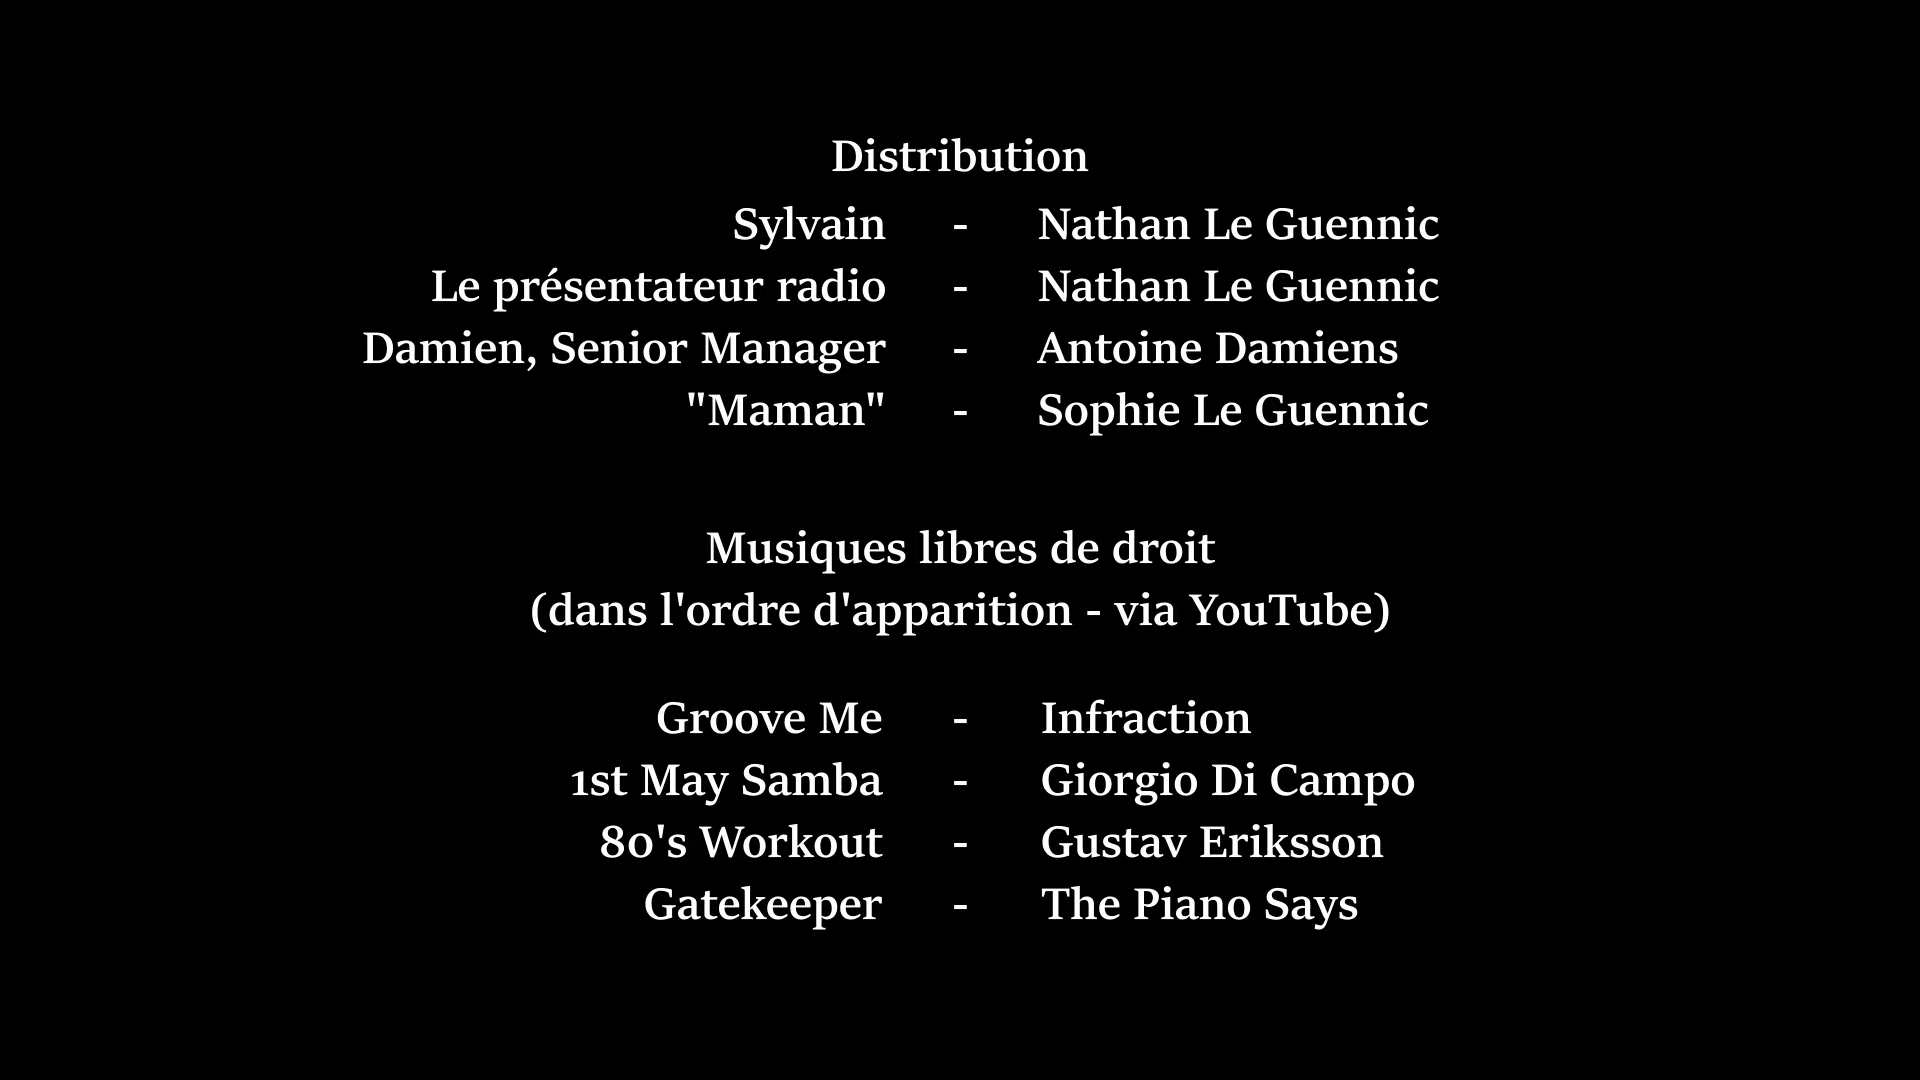 Distribution
Sylvain - Nathan Le Guennic
Le présentateur radio - Nathan Le Guennic
Damien, Senior Manager - Antoine Damiens
"Maman" - Sophie Le Guennic
Musiques libres de droit
(dans l'ordre d'apparition - via YouTube)
Groove Me - Infraction
1st May Samba - Giorgio Di Campo
80's Workout - Gustav Eriksson
Gatekeeper - The Piano Says